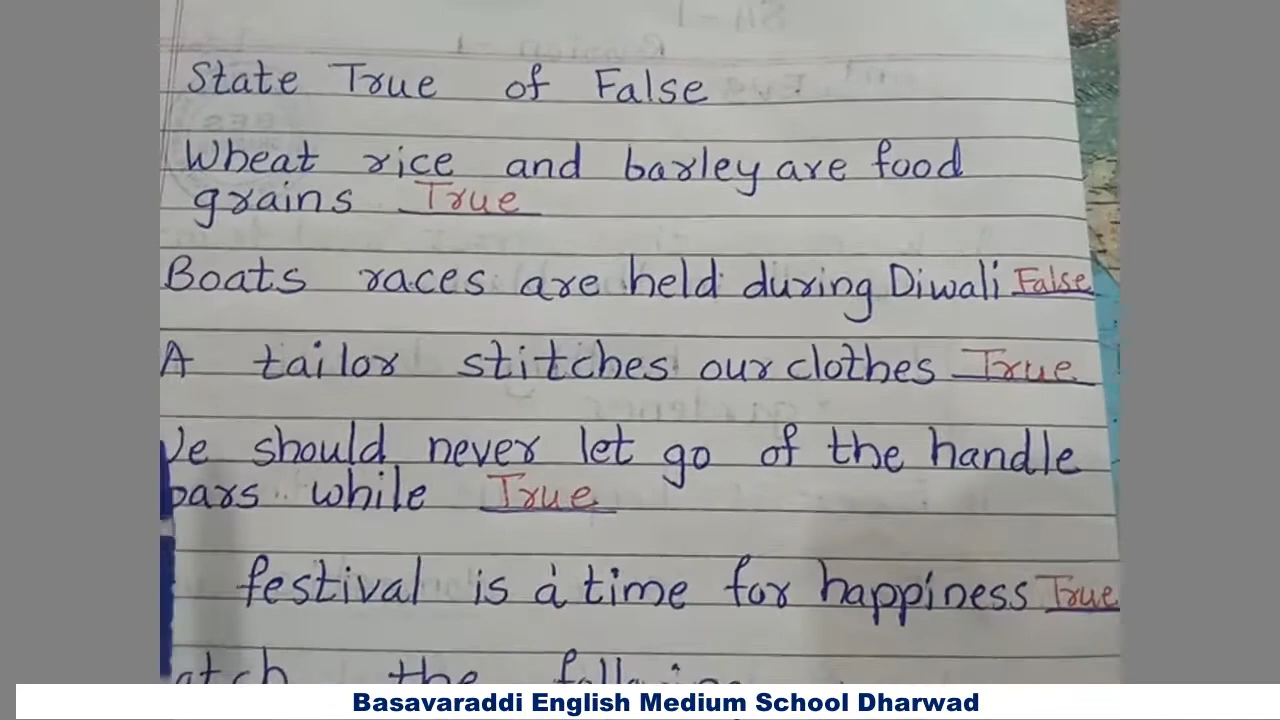 State True of False
Wheat rice and barley are food
grains True
Boats races are held during Diwali False
A tailor stitches our clothes True
should never let go of the handle
bars while True
festival is a time for happiness True
the
Basavaraddi English Medium School Dharwad